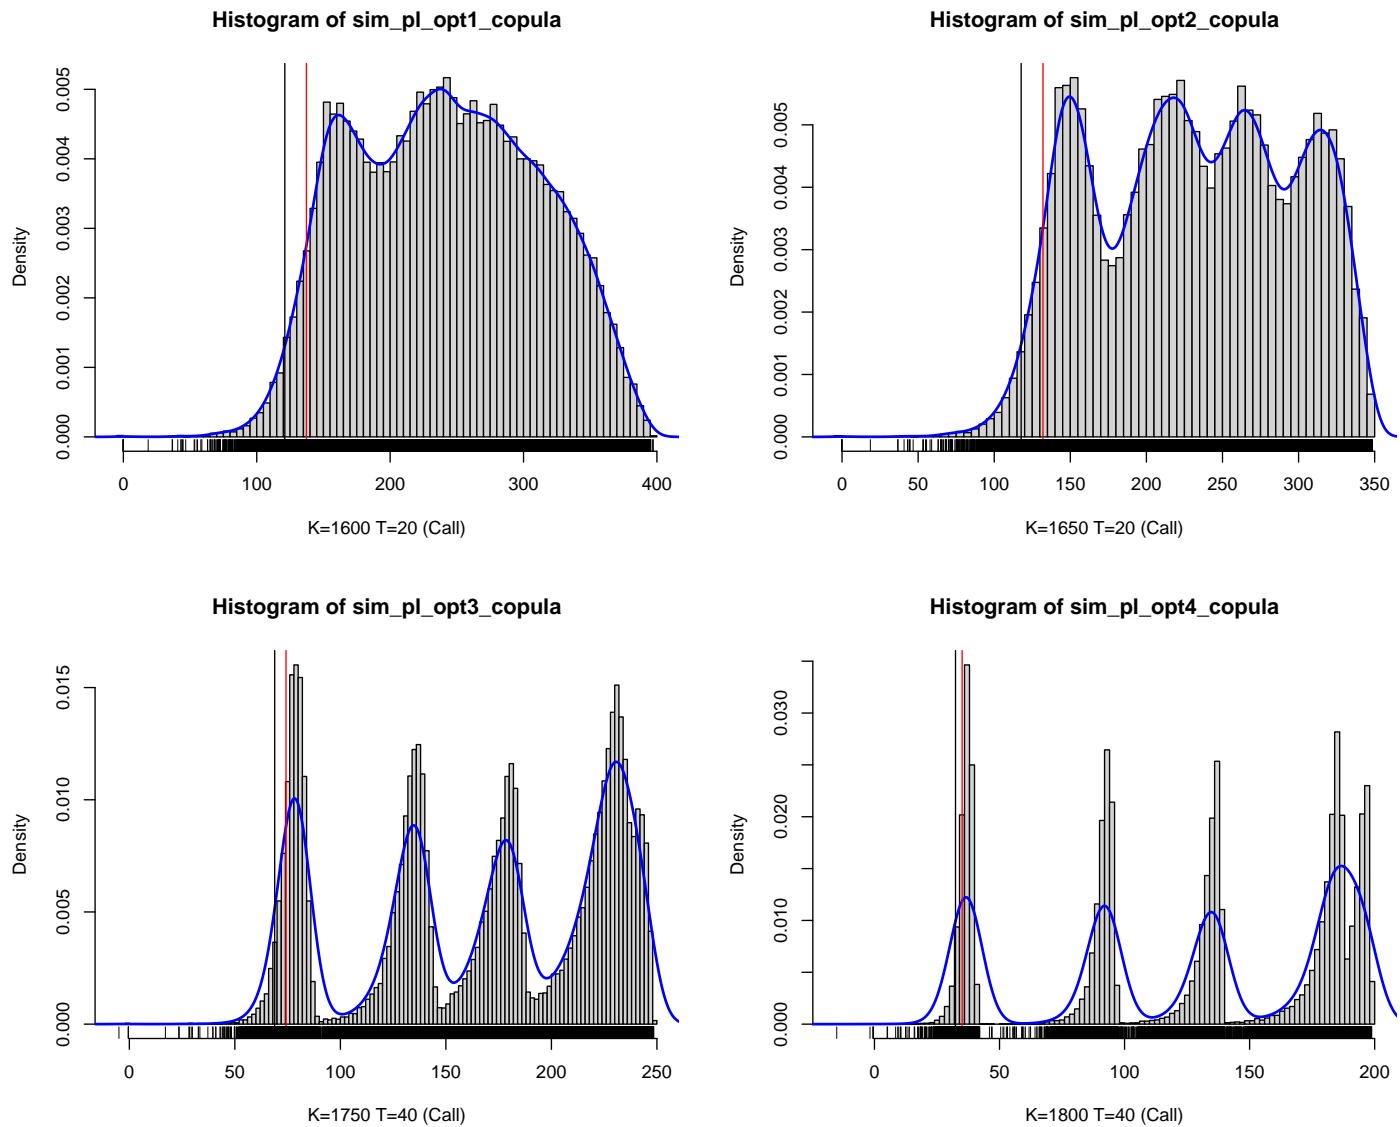 Histogram of sim_pl_opt1_copula
Density
0.000 0.001 0.002 0.003 0.004 0.005
0 100 200 300 400
K=1600 T=20 (Call)
Histogram of sim_pl_opt2_copula
Density
0.000 0.001 0.002 0.003 0.004 0.005
0 50 100 150 200 250 300 350
K=1650 T=20 (Call)
Histogram of sim_pl_opt3_copula
Density
0.000 0.005 0.010 0.015
0 50 100 150 200 250
K=1750 T=40 (Call)
Histogram of sim_pl_opt4_copula
Density
0.000 0.010 0.020 0.030
0 50 100 150 200
K=1800 T=40 (Call)